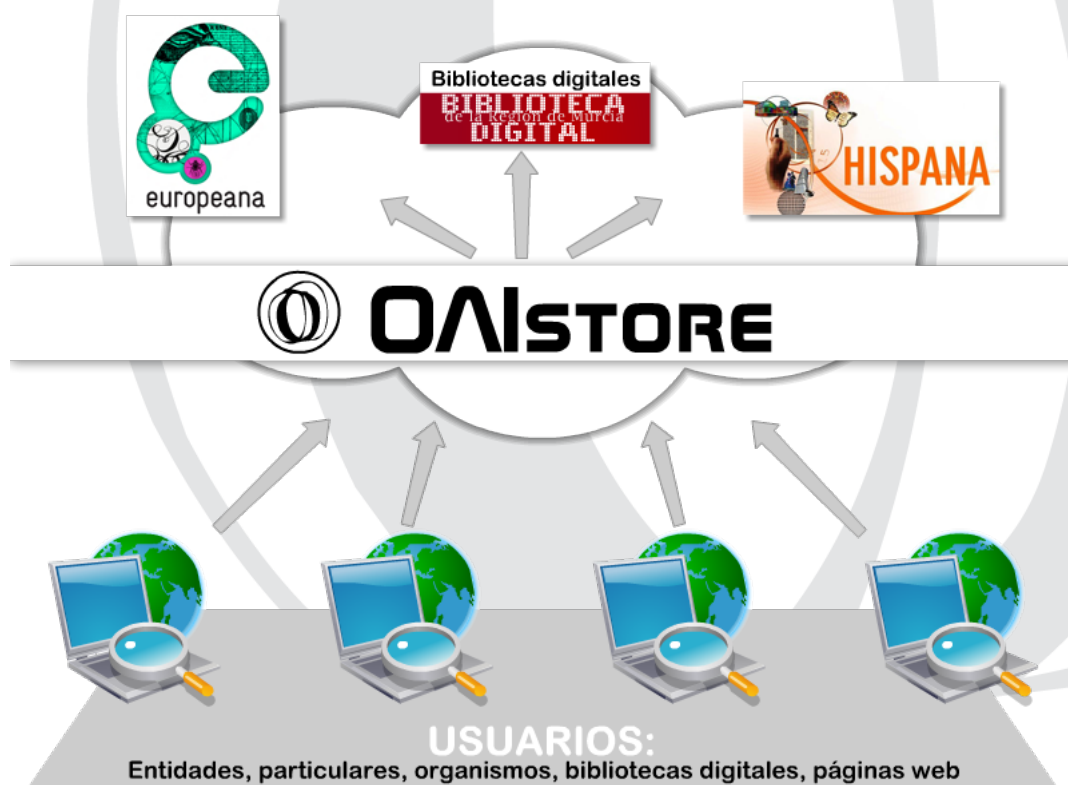 europeana
Bibliotecas digitales
BIBLIOTECA
de la Región de Murcia
DIGITAL
HISPANA
OAISTORE
USUARIOS:
Entidades, particulares, organismos, bibliotecas digitales, páginas web